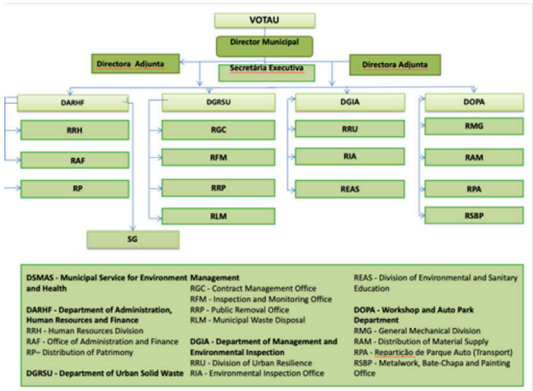 VOTAU
Director Municipal
Directora Adjunta
Secretária Executiva
Directora Adjunta
DARHF
DGRSU
DGIA
DOPA
RRH
RGC
RRU
RMG
RAF
RFM
RIA
RAM
RP
RRP
REAS
RPA
RLM
RSBP
SG
DSMAS - Municipal Service for Environment
and Health
DARHF - Department of Administration,
Human Resources and Finance
RRH - Human Resources Division
RAF - Office of Administration and Finance
RP– Distribution of Patrimony
DGRSU - Department of Urban Solid Waste
Management
RGC - Contract Management Office
RFM - Inspection and Monitoring Office
RRP - Public Removal Office
RLM - Municipal Waste Disposal
DGIA - Department of Management and
Environmental Inspection
RRU - Division of Urban Resilience
RIA - Environmental Inspection Office
REAS - Division of Environmental and Sanitary
Education
DOPA - Workshop and Auto Park
Department
RMG - General Mechanical Division
RAM - Distribution of Material Supply
RPA - Repartição de Parque Auto (Transport)
RSBP - Metalwork, Bate-Chapa and Painting
Office